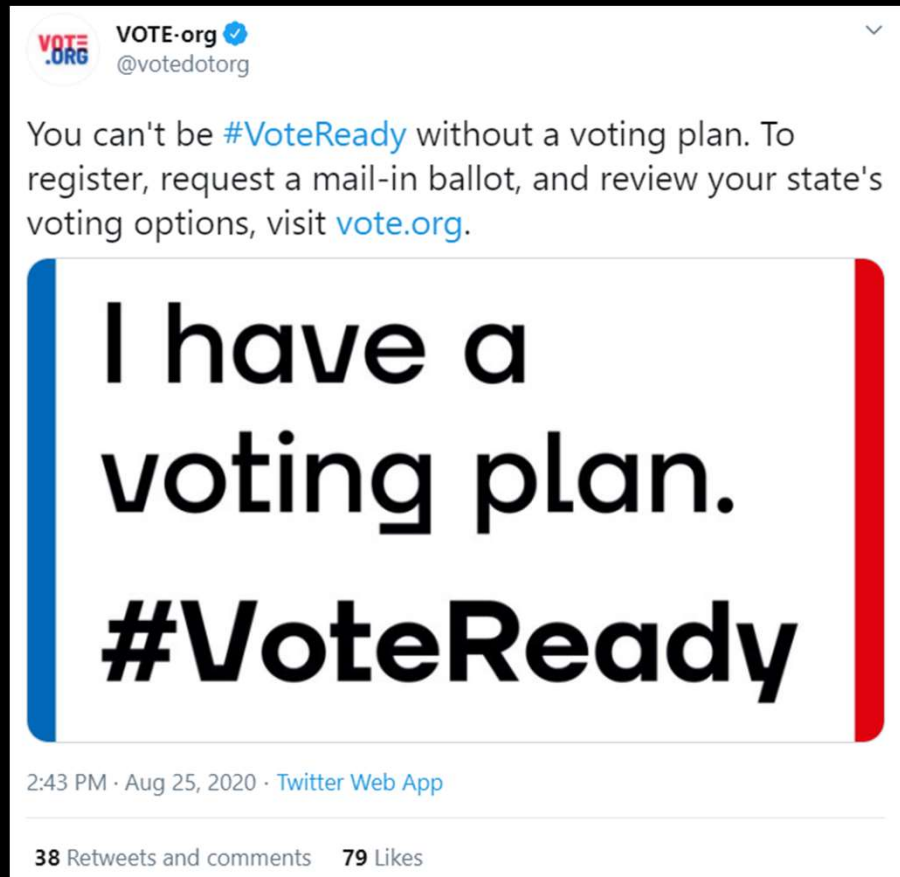 VOTE
.ORG
VOTE·org
@votedotorg
You can't be #VoteReady without a voting plan. To
register, request a mail-in ballot, and review your state's
voting options, visit vote.org.
I have a
voting plan.
#VoteReady
2:43 PM · Aug 25, 2020 · Twitter Web App
38 Retweets and comments 79 Likes